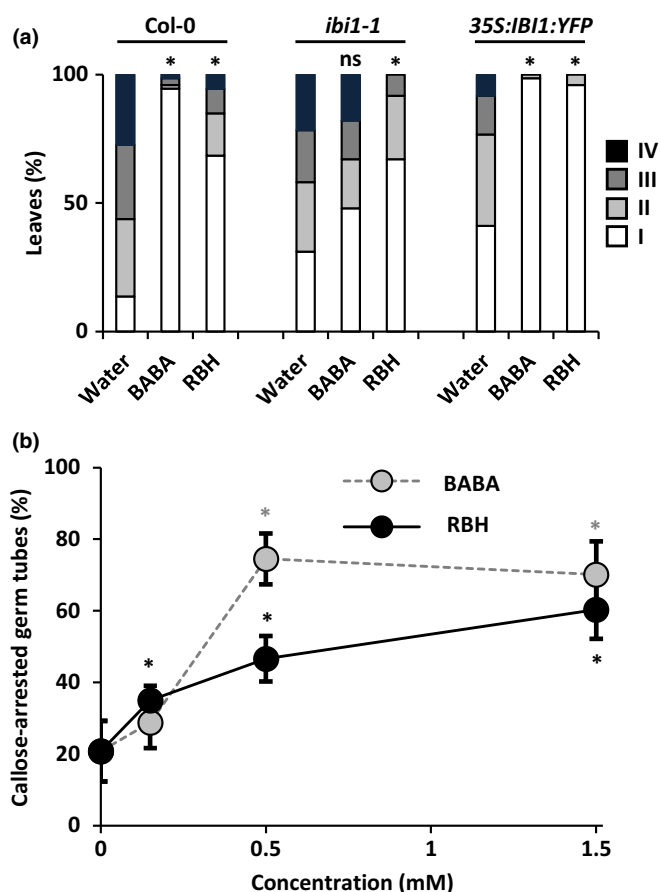 (a)
Col-0 ibi1-1 35S:IBI1:YFP
* * ns * * *
100
50
0
Leaves (%)
IV
III
II
I
Water BABA RBH Water BABA RBH Water BABA RBH
(b)
100
80
60
40
20
0
Callose-arrested germ tubes (%)
BABA
RBH
* *
* * *
0 0.5 1 1.5
Concentration (mM)